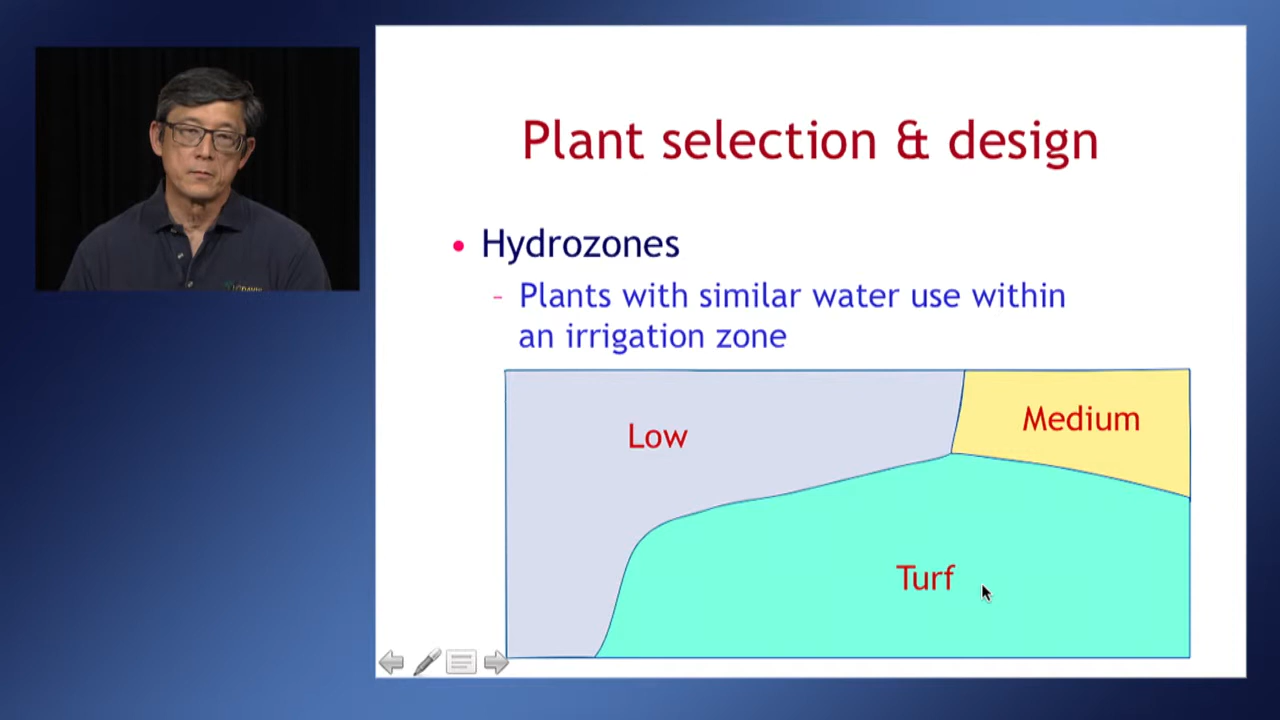 Plant selection & design
• Hydrozones
– Plants with similar water use within
an irrigation zone
Low
Medium
Turf